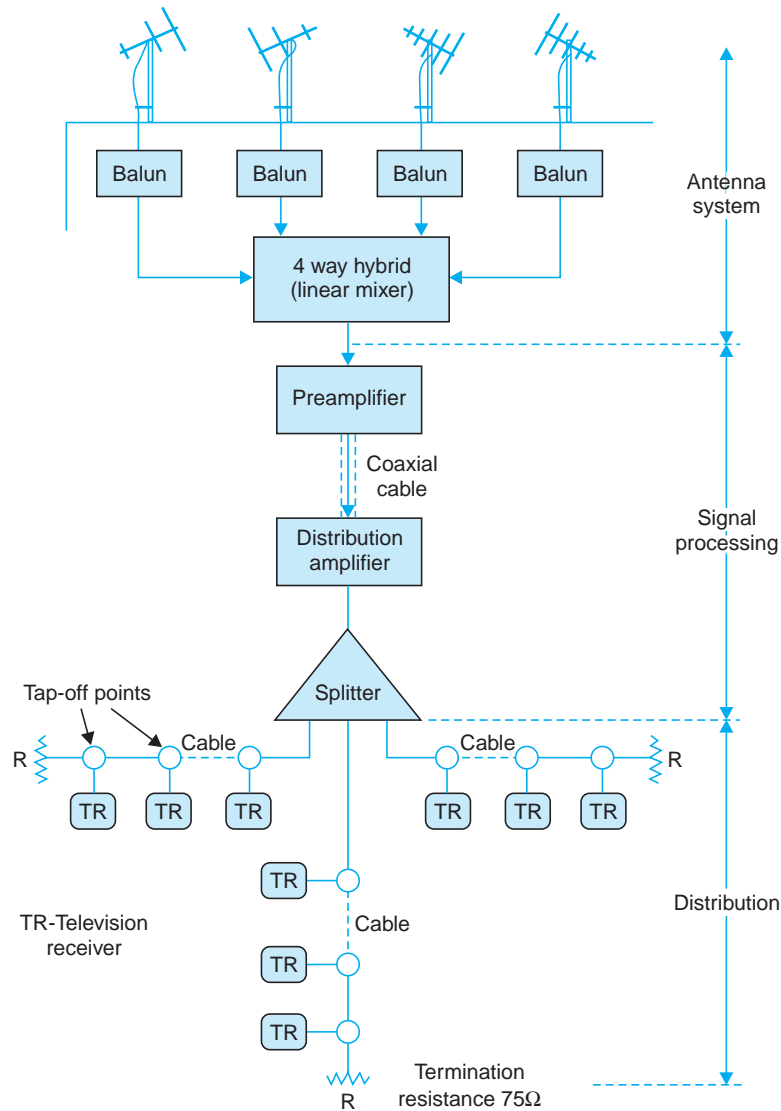 Balun
Balun
Balun
Balun
Antenna
system
4 way hybrid
(linear mixer)
Preamplifier
Coaxial
cable
Signal
processing
Distribution
amplifier
Splitter
Tap-off points
Cable
Cable
R
R
TR
TR
TR
TR
TR
TR
TR
Distribution
TR-Television
receiver
Cable
TR
TR
Termination
resistance 75Ω
R